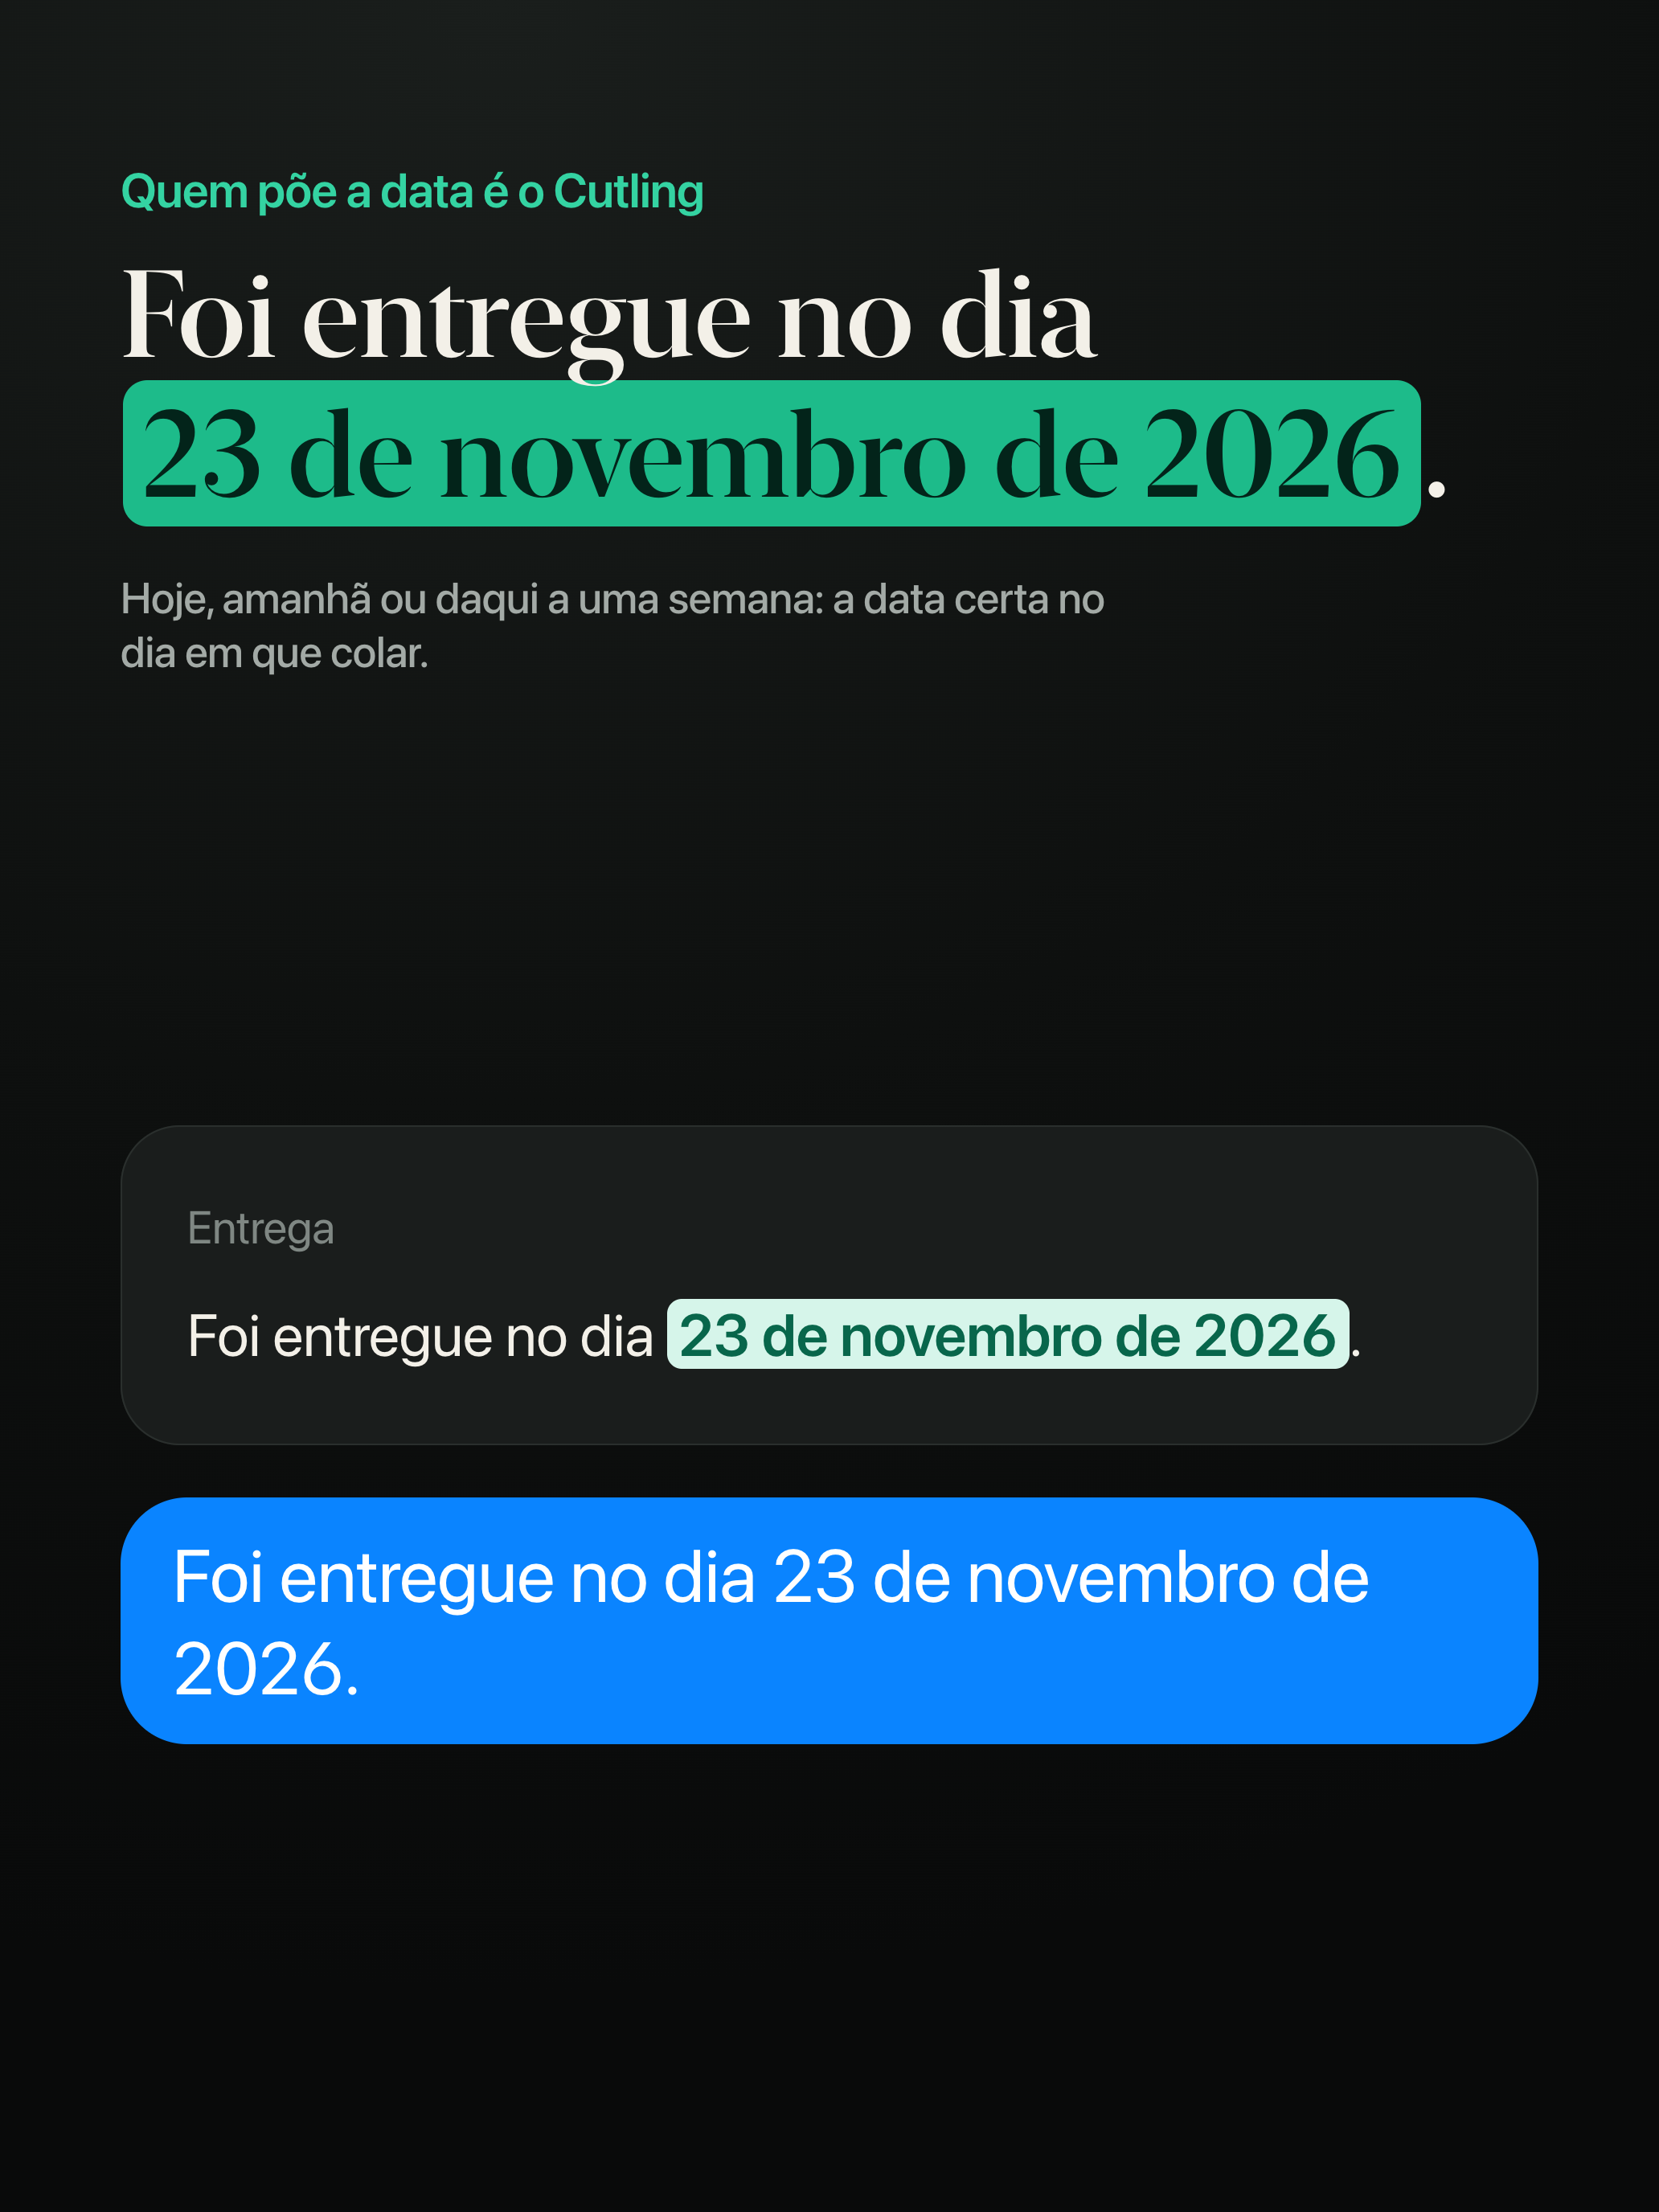 Quem põe a data é o Cutling
Foi entregue no dia
23 de novembro de 2026.
Hoje, amanhã ou daqui a uma semana: a data certa no
dia em que colar.
Entrega
Foi entregue no dia 23 de novembro de 2026.
Foi entregue no dia 23 de novembro de
2026.